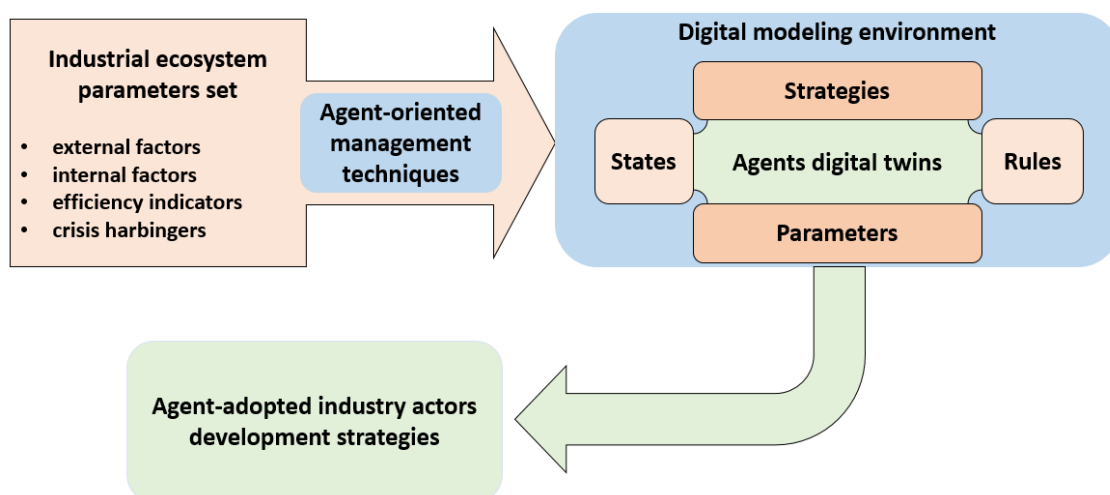 Industrial ecosystem
parameters set
• external factors
• internal factors
• efficiency indicators
• crisis harbingers
Agent-oriented
management
techniques
Digital modeling environment
Strategies
States
Agents digital twins
Rules
Parameters
Agent-adopted industry actors
development strategies